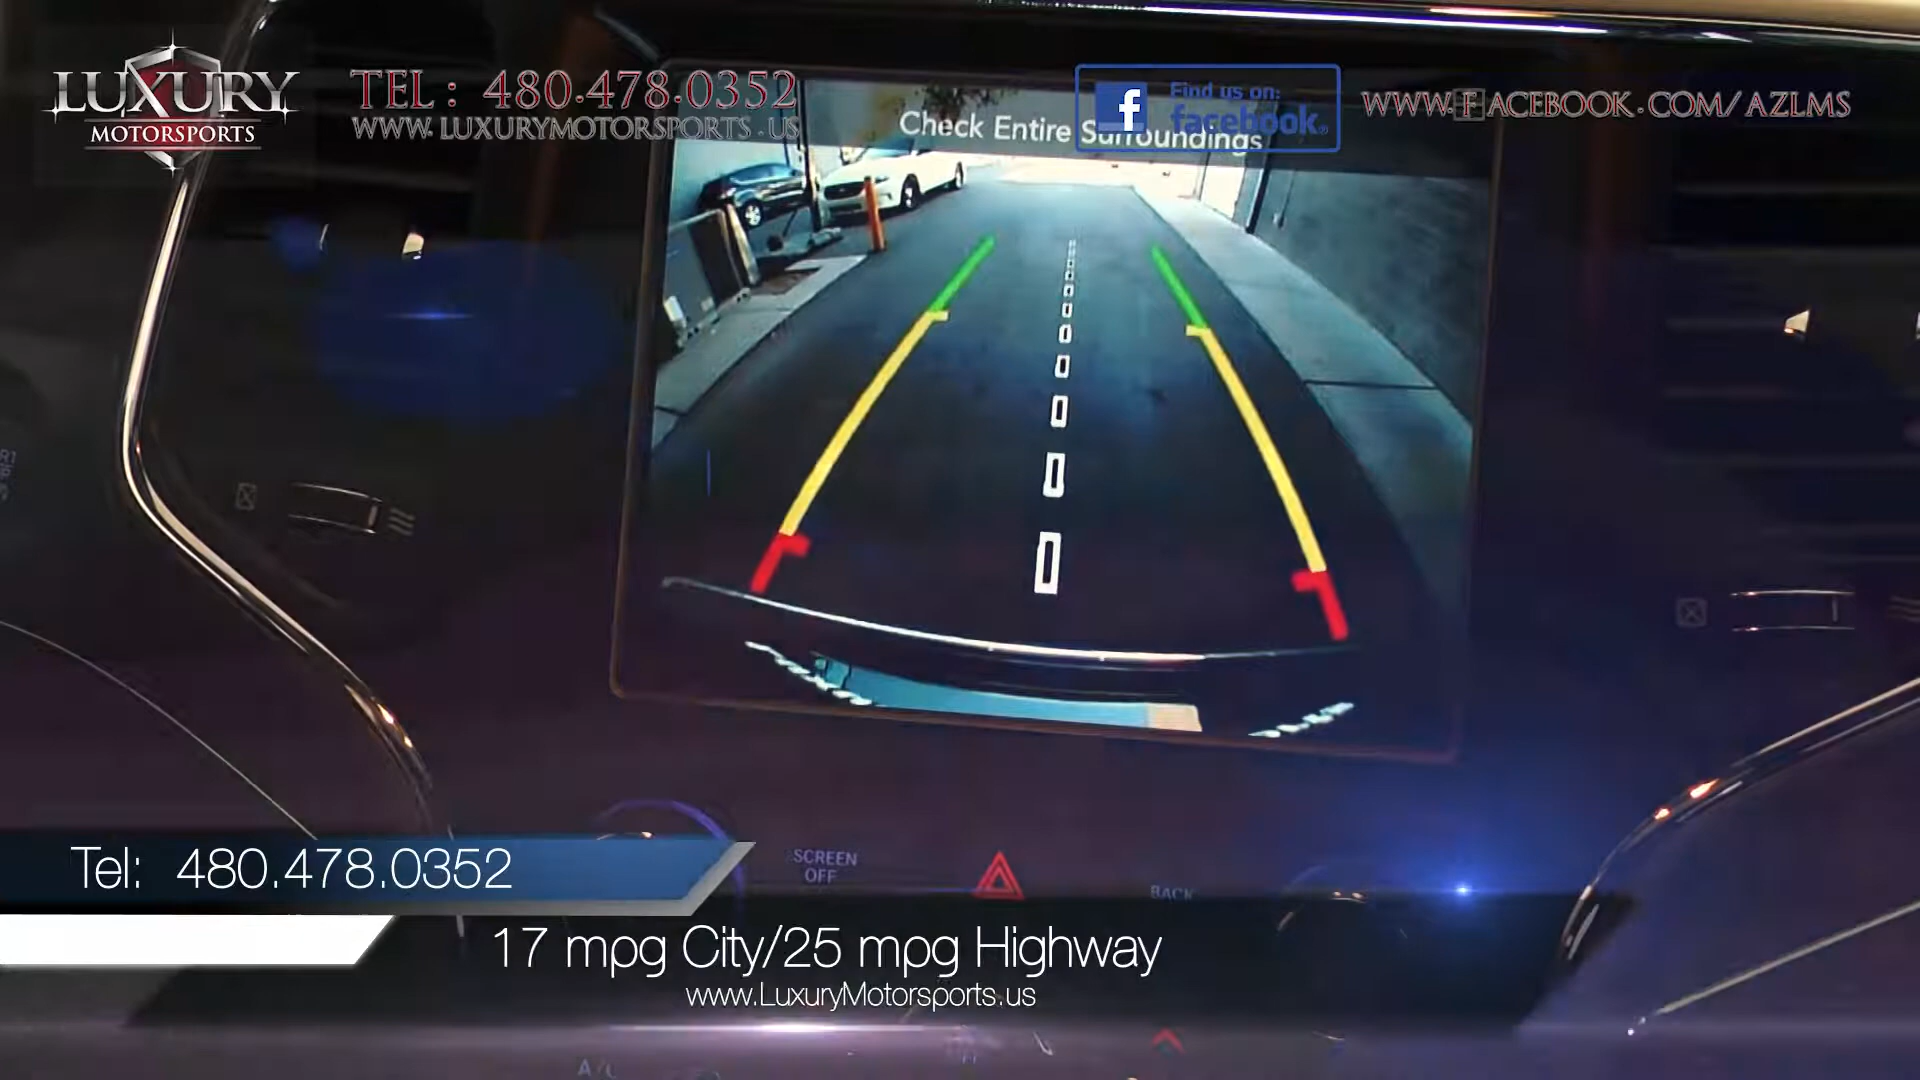 LUXURY
MOTORSPORTS
TEL : 480.478.0352
WWW.LUXURYMOTORSPORTS.US
Find us on:
facebook
WWW.FACEBOOK.COM/AZLMS
Check Entire Surroundings
SCREEN
OFF
BACK
Tel: 480.478.0352
17 mpg City/25 mpg Highway
www.LuxuryMotorsports.us
A/C